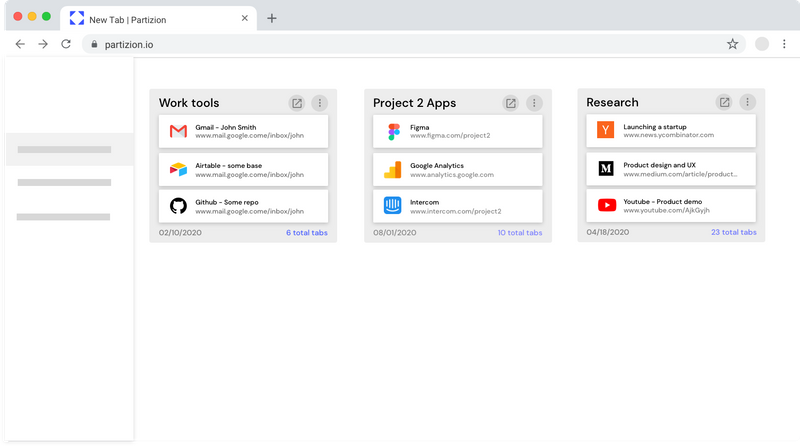 New Tab | Partizion
partizion.io
Work tools
Gmail - John Smith
www.mail.google.come/inbox/john
Airtable - some base
www.mail.google.come/inbox/john
Github - Some repo
www.mail.google.come/inbox/john
02/10/2020
6 total tabs
Project 2 Apps
Figma
www.figma.com/project2
Google Analytics
www.analytics.google.com
Intercom
www.intercom.com/project2
08/01/2020
10 total tabs
Research
Launching a startup
www.news.ycombinator.com
Product design and UX
www.medium.com/article/product...
Youtube - Product demo
www.youtube.com/AjkGyjh
04/18/2020
23 total tabs